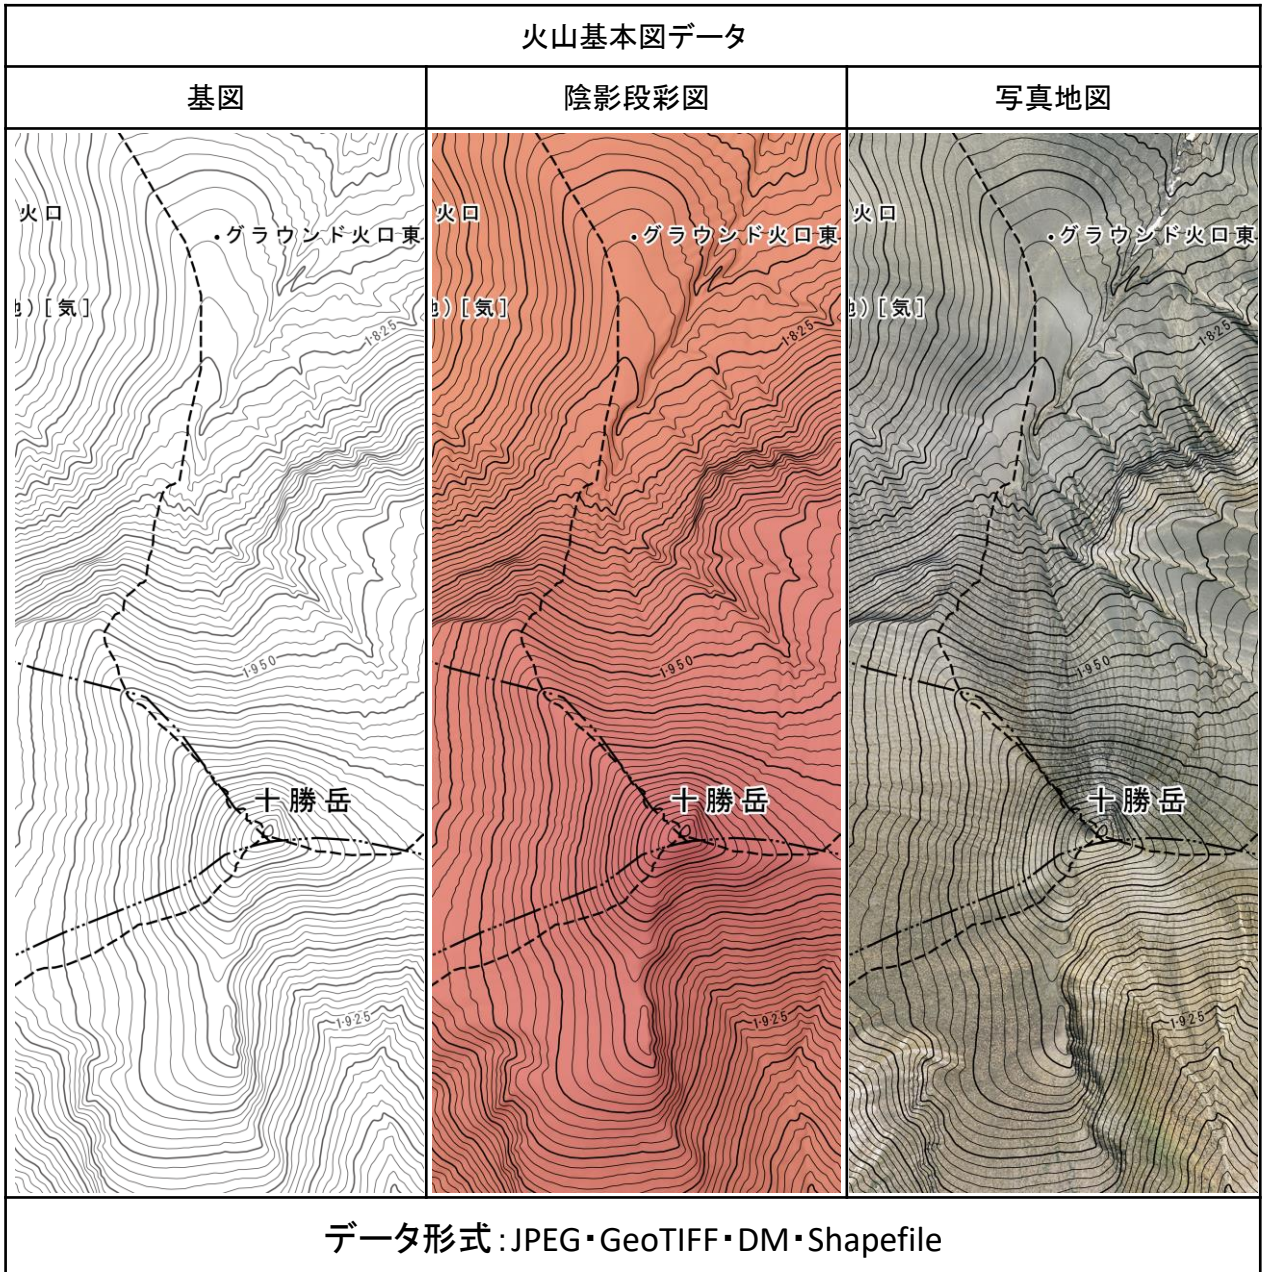 火山基本図データ
基図
陰影段彩図
写真地図
火口
・グラウンド火口東
也)[気]
1825
1950
十勝岳
1925
火口
・グラウンド火口東
也)[気]
1825
1950
十勝岳
1925
火口
・グラウンド火口東
也)[気]
1825
1950
十勝岳
1925
データ形式:JPEG・GeoTIFF・DM・Shapefile